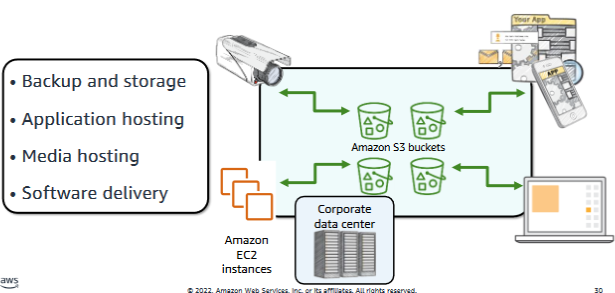 Your App
• Backup and storage
• Application hosting
• Media hosting
• Software delivery
APP
Amazon S3 buckets
Amazon
EC2
instances
Corporate
data center
aws
© 2022, Amazon Web Services, Inc. or its affiliates. All rights reserved.
30